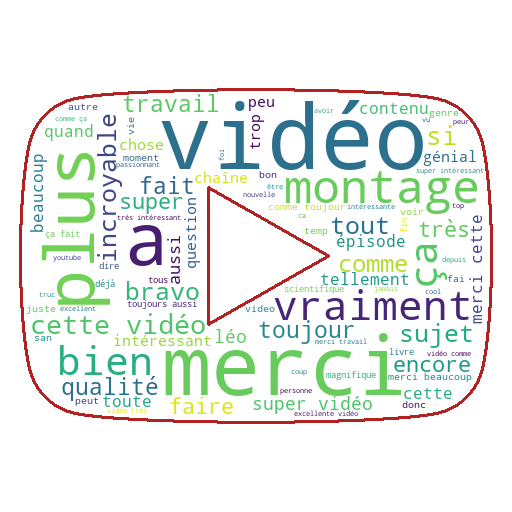 autre
travail
peu
vidéo
avoir
contenu
genre
comme ça
quand
vie
trop
vu
peur
si
incroyable
chose
moment
passionnant
foi
génial
super intéressant
beaucoup
plus
fait
chaîne
bon
être
nouvelle
montage
super
très intéressant
a
aussi
question
ça fait
ca
comme toujour
intéressante
voir
tout
fin
très
merci cette
youtube
dire
tous
temp
épisode
ça
depuis
truc
déjà
toujours aussi
bravo
tellement
comme
fai
scientifique
jamais
cool
juste
excellent
video
vraiment
top
cette vidéo
léo
toujour
sujet
san
intéressant
merci travail
livre
vidéo comme
bien
merci
coup
magnifique
encore
merci beaucoup
qualité
personne
cette
peut
toute
vidéo très
faire
super vidéo
excellente vidéo
donc